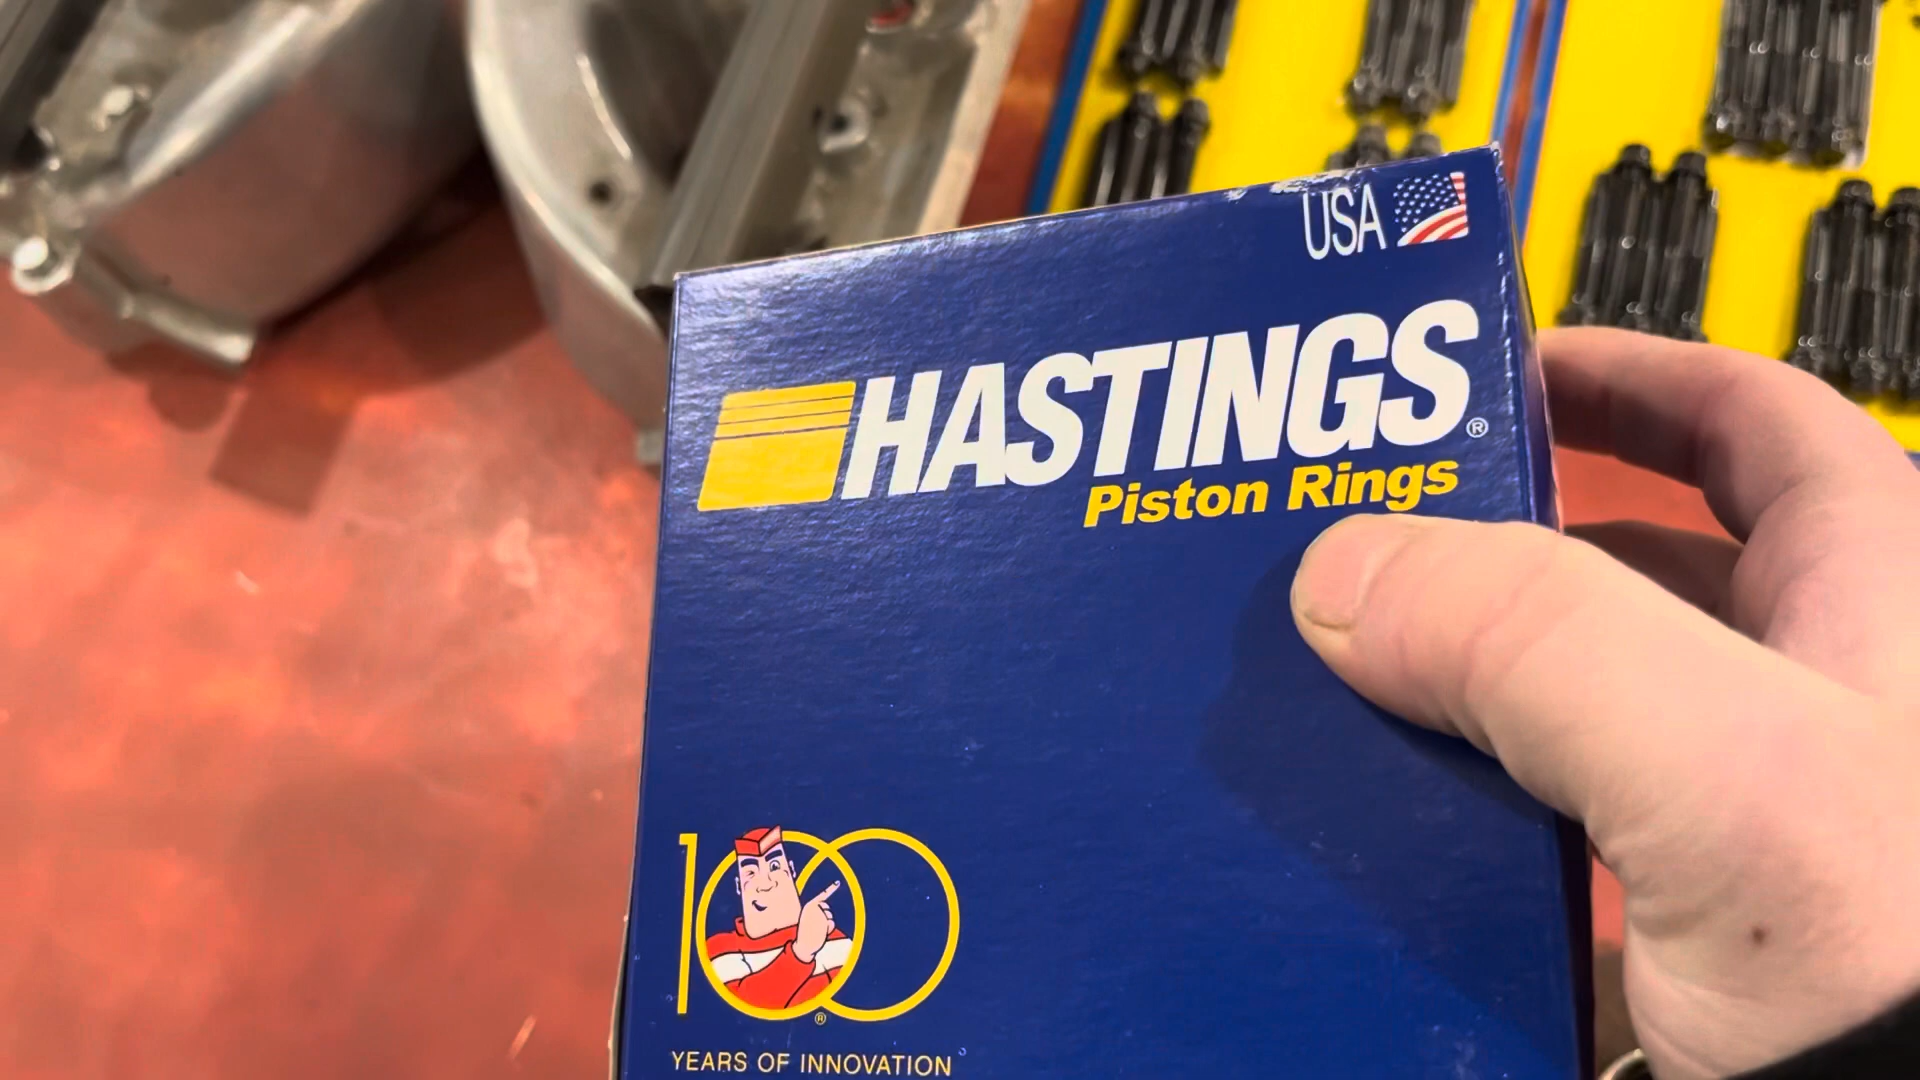 USA
HASTINGS®
Piston Rings
100
®
YEARS OF INNOVATION